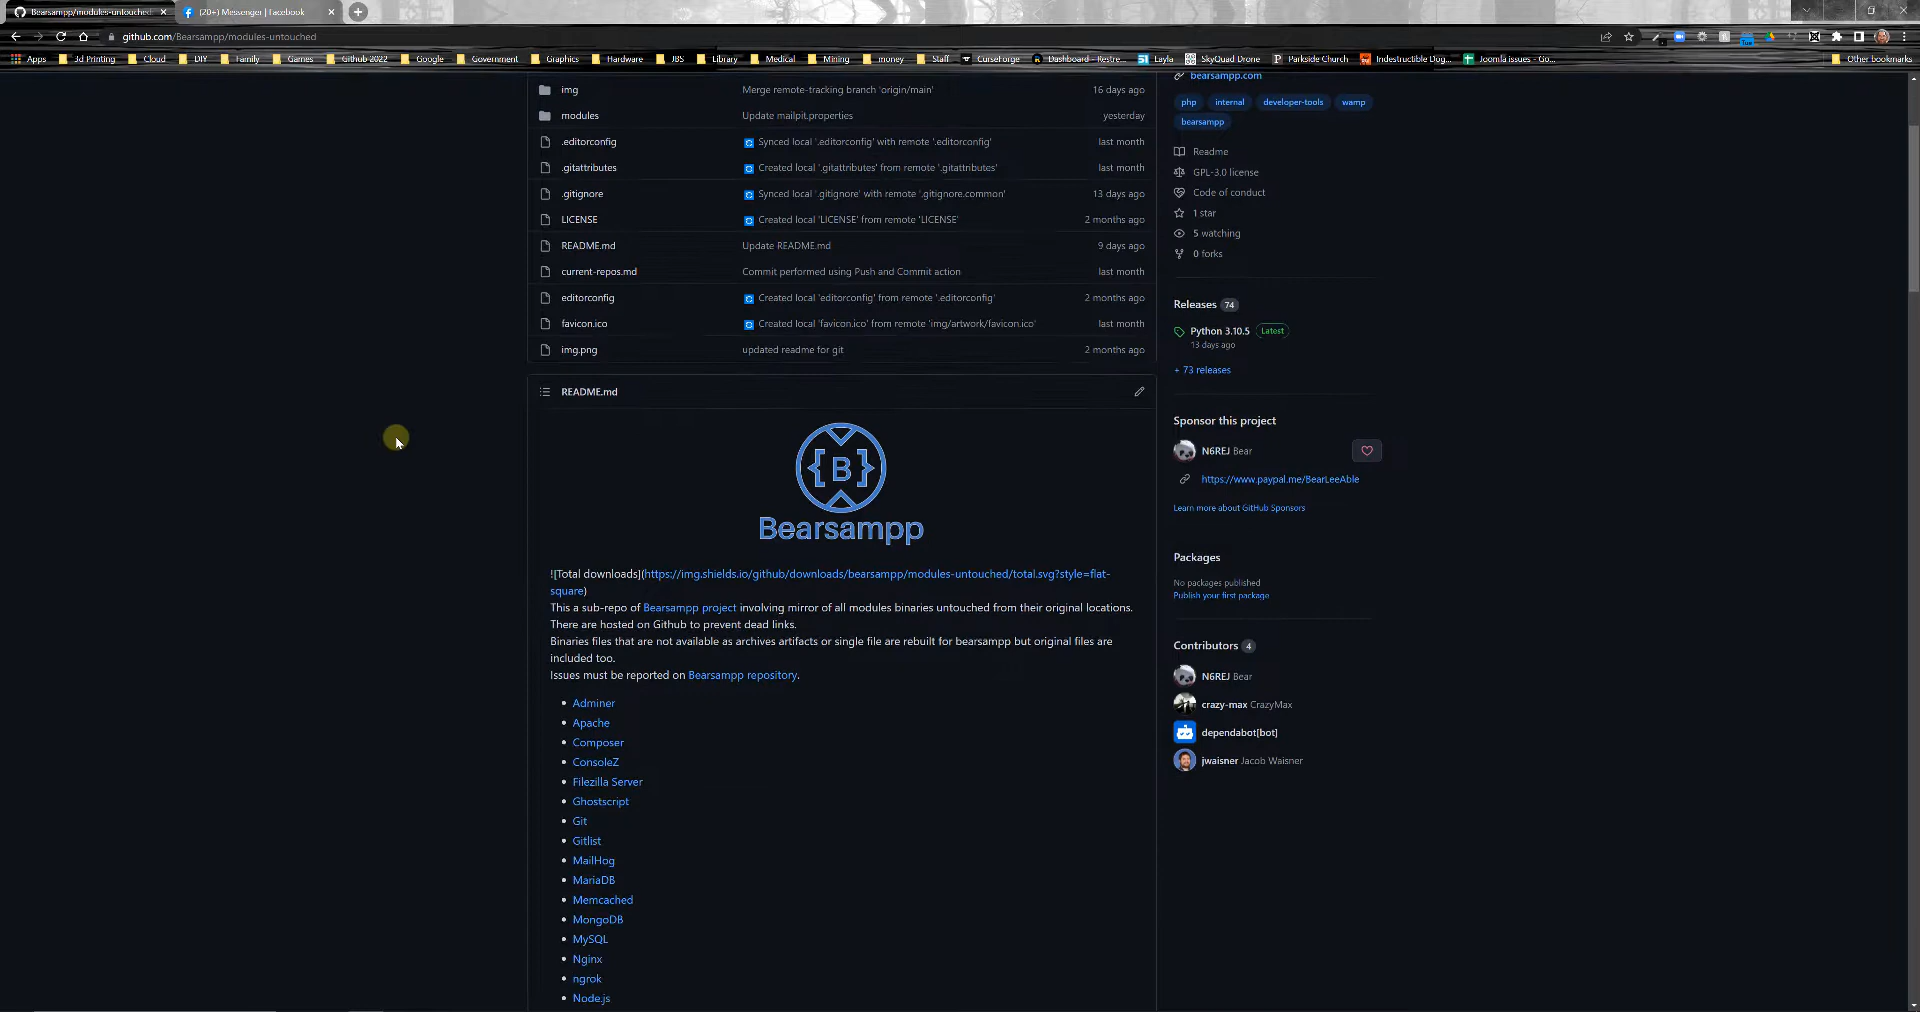 Bearsampp/modules-untouched:
(20+) Messenger | Facebook
github.com/Bearsampp/modules-untouched
Apps 3d Printing Cloud DIY Family Games Github 2022 Google Government Graphics Hardware JBS Library Medical Mining money Staff CurseForge Dashboard - Restre... Layla SkyQuad Drone Parkside Church Indestructible Dog... Joomla issues - Go... Other bookmarks
img Merge remote-tracking branch 'origin/main' 16 days ago
modules Update mailpit.properties yesterday
.editorconfig Synced local '.editorconfig' with remote '.editorconfig' last month
.gitattributes Created local '.gitattributes' from remote '.gitattributes' last month
.gitignore Synced local '.gitignore' with remote '.gitignore.common' 13 days ago
LICENSE Created local 'LICENSE' from remote 'LICENSE' 2 months ago
README.md Update README.md 9 days ago
current-repos.md Commit performed using Push and Commit action last month
editorconfig Created local 'editorconfig' from remote '.editorconfig' 2 months ago
favicon.ico Created local 'favicon.ico' from remote 'img/artwork/favicon.ico' last month
img.png updated readme for git 2 months ago
README.md
{B}
Bearsampp
![Total downloads](https://img.shields.io/github/downloads/bearsampp/modules-untouched/total.svg?style=flat-
square)
This a sub-repo of Bearsampp project involving mirror of all modules binaries untouched from their original locations.
There are hosted on Github to prevent dead links.
Binaries files that are not available as archives artifacts or single file are rebuilt for bearsampp but original files are
included too.
Issues must be reported on Bearsampp repository.
Adminer
Apache
Composer
ConsoleZ
Filezilla Server
Ghostscript
Git
Gitlist
MailHog
MariaDB
Memcached
MongoDB
MySQL
Nginx
ngrok
Node.js
bearsampp.com
php internal developer-tools wamp
bearsampp
Readme
GPL-3.0 license
Code of conduct
1 star
5 watching
0 forks
Releases 74
Python 3.10.5 Latest
13 days ago
+ 73 releases
Sponsor this project
N6REJ Bear
https://www.paypal.me/BearLeeAble
Learn more about GitHub Sponsors
Packages
No packages published
Publish your first package
Contributors 4
N6REJ Bear
crazy-max CrazyMax
dependabot[bot]
jwaisner Jacob Waisner